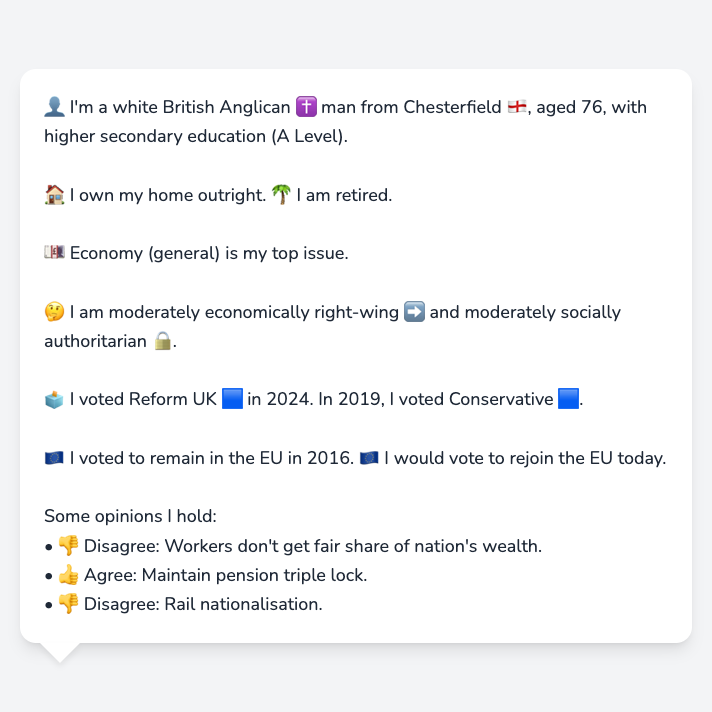 👤 I'm a white British Anglican ✝️ man from Chesterfield 🏴󠁧󠁢󠁥󠁮󠁧󠁿, aged 76, with
higher secondary education (A Level).
🏠 I own my home outright. 🌴 I am retired.
💷 Economy (general) is my top issue.
🤔 I am moderately economically right-wing ➡️ and moderately socially
authoritarian 🔒.
🗳️ I voted Reform UK 🟦 in 2024. In 2019, I voted Conservative 🟦.
🇪🇺 I voted to remain in the EU in 2016. 🇪🇺 I would vote to rejoin the EU today.
Some opinions I hold:
• 👎 Disagree: Workers don't get fair share of nation's wealth.
• 👍 Agree: Maintain pension triple lock.
• 👎 Disagree: Rail nationalisation.